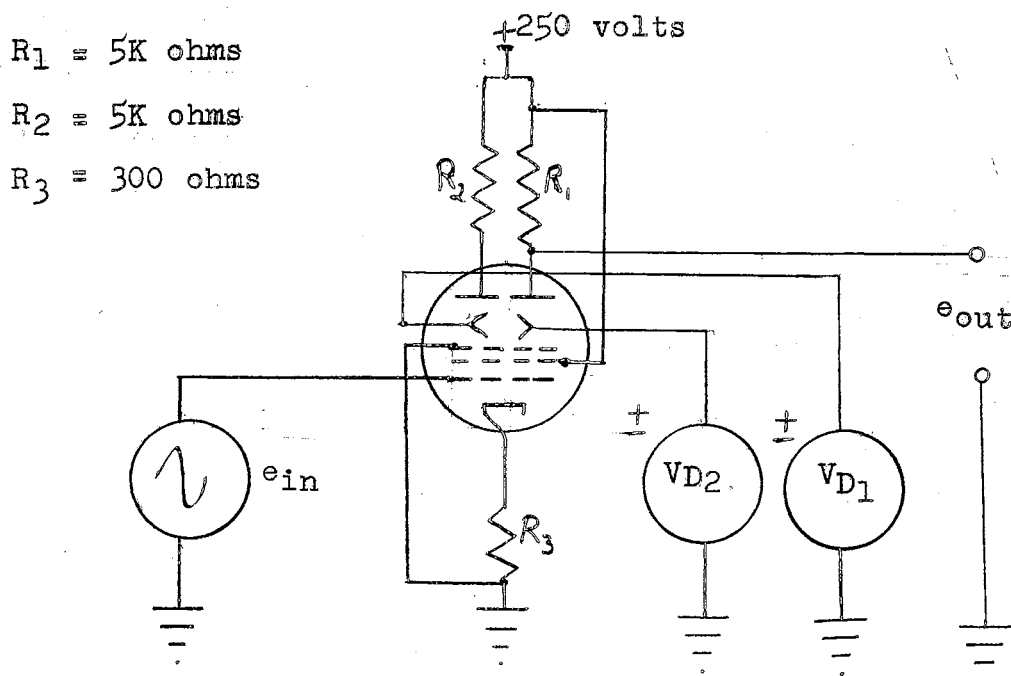 +250 volts
R1 = 5K ohms
R2 = 5K ohms
R3 = 300 ohms
R2
R1
eout
±
±
ein
VD2
VD1
R3